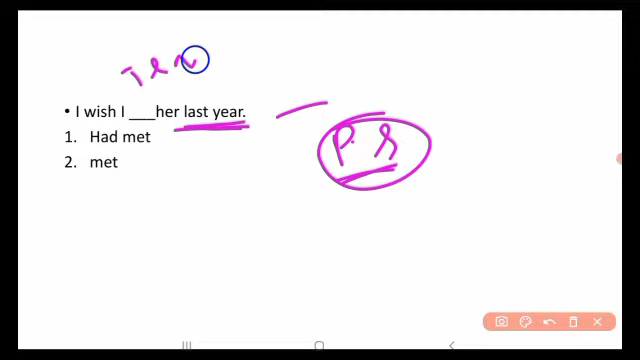 • I wish I ___her last year.
1. Had met
2. met